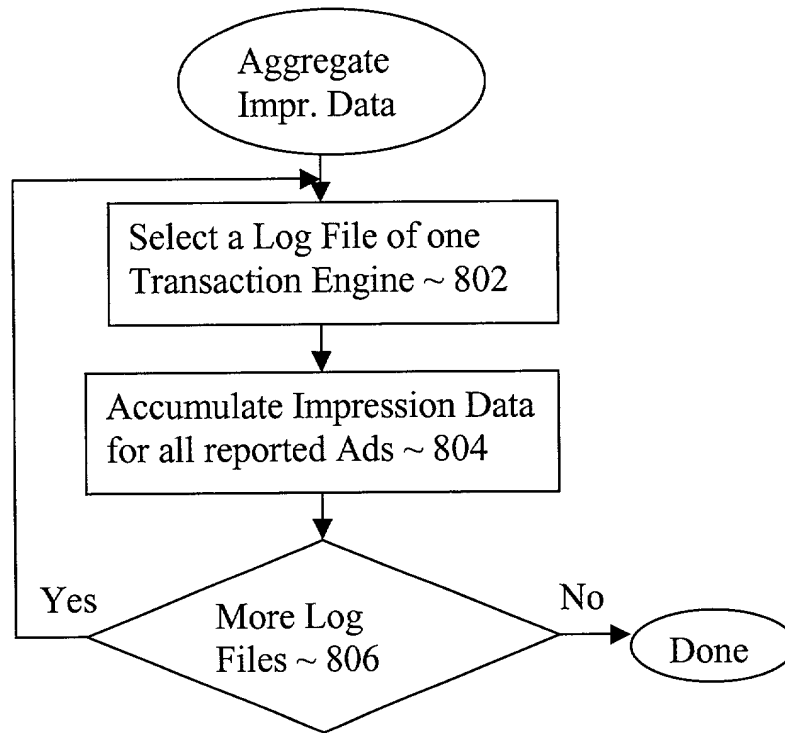 Aggregate
Impr. Data
Select a Log File of one
Transaction Engine ~ 802
Accumulate Impression Data
for all reported Ads ~ 804
Yes
More Log
Files ~ 806
No
Done